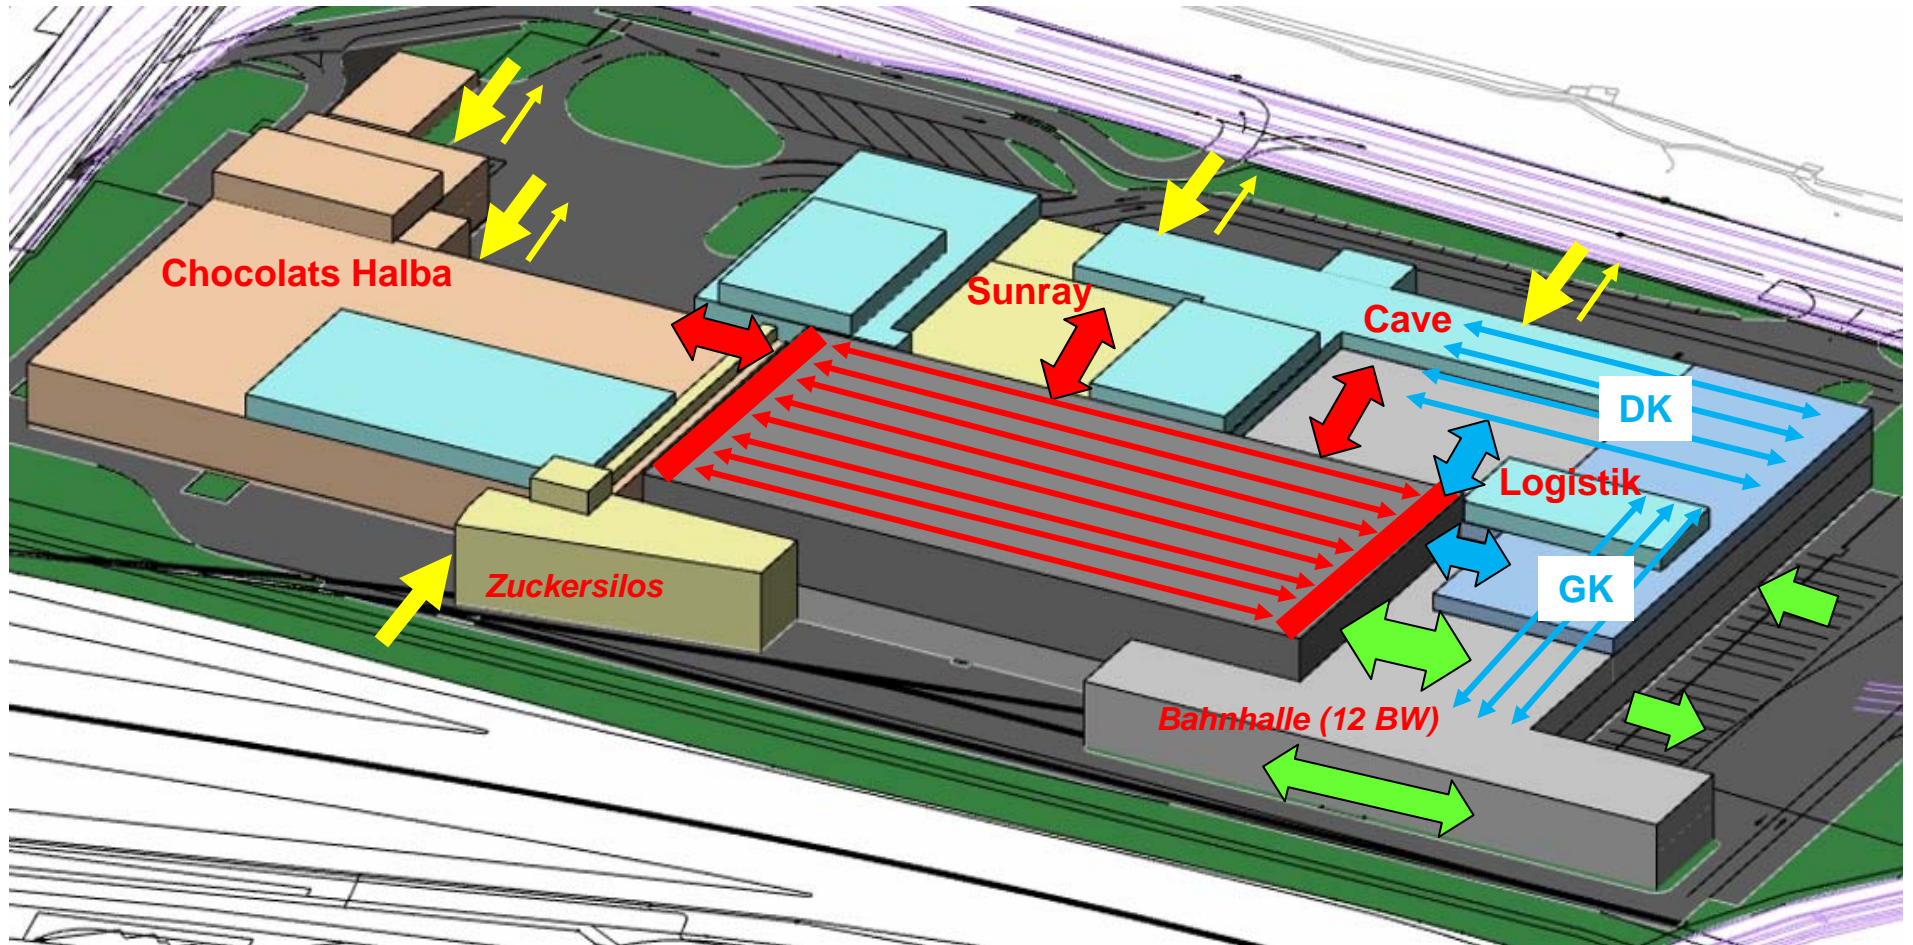 Chocolats Halba
Sunray
Cave
DK
Logistik
GK
Zuckersilos
Bahnhalle (12 BW)